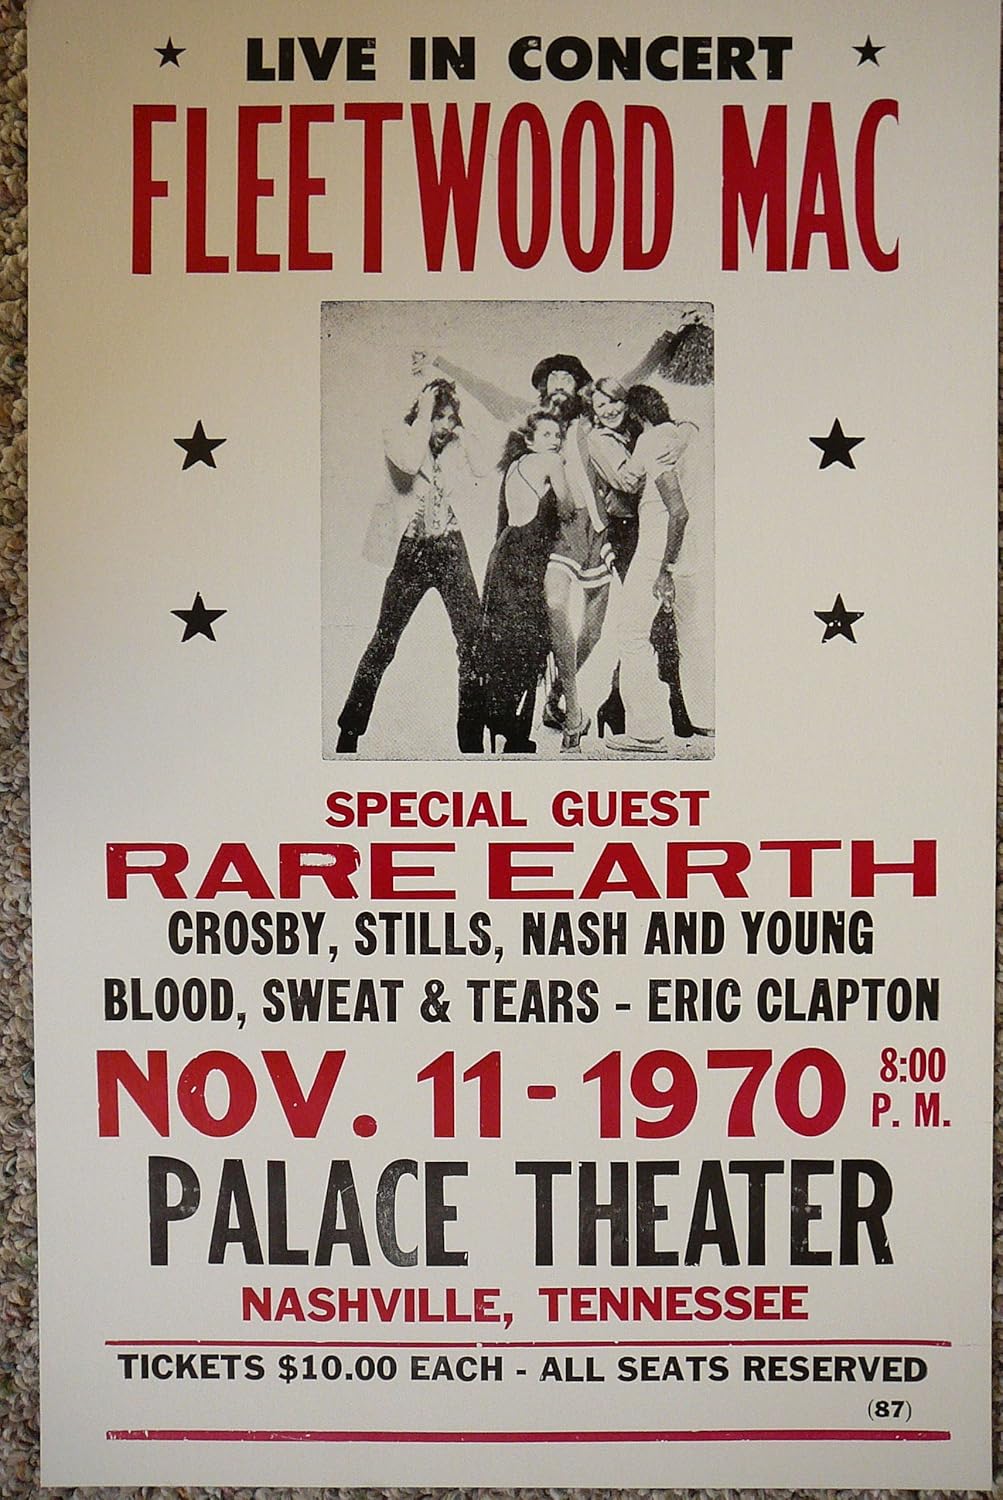 LIVE IN CONCERT
FLEETWOOD MAC
SPECIAL GUEST
RARE EARTH
CROSBY, STILLS, NASH AND YOUNG
BLOOD, SWEAT & TEARS - ERIC CLAPTON
NOV. 11 - 1970 8:00 P. M.
PALACE THEATER
NASHVILLE, TENNESSEE
TICKETS $10.00 EACH - ALL SEATS RESERVED
(87)